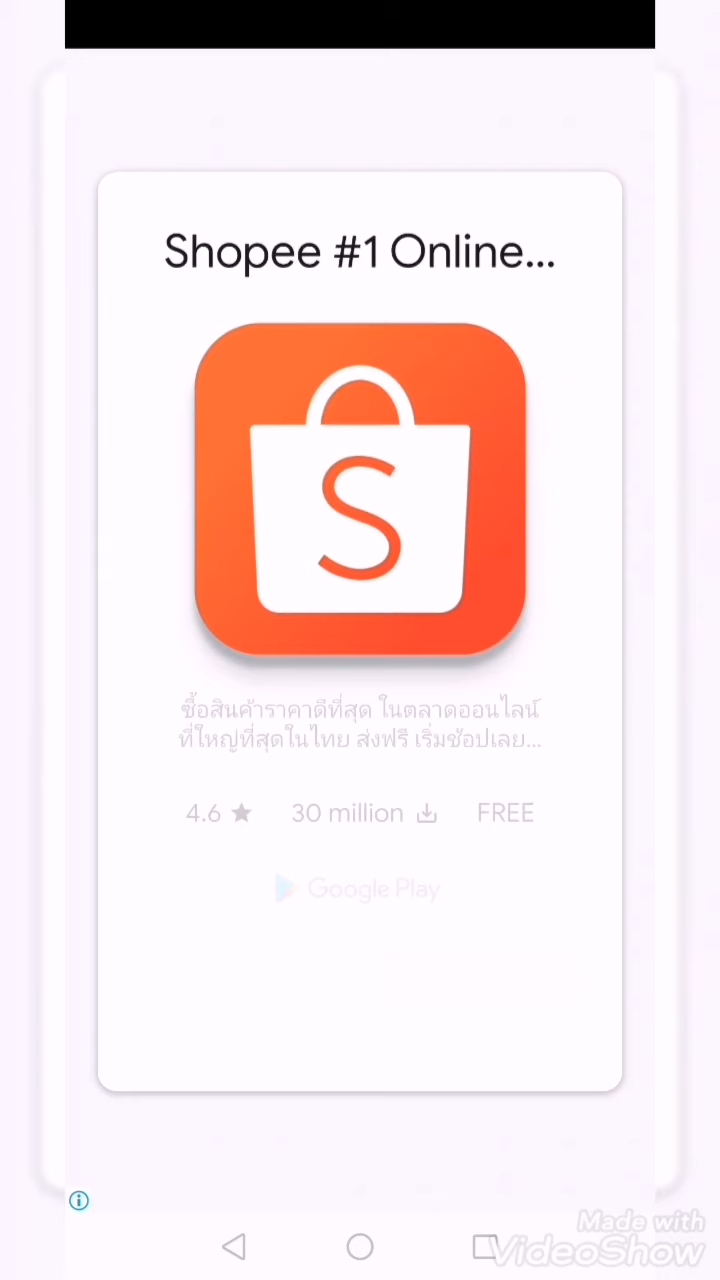 Shopee #1 Online...
S
ซื้อสินค้าราคาดีที่สุด ในตลาดออนไลน์
ที่ใหญ่ที่สุดในไทย ส่งฟรี เริ่มช้อปเลย...
4.6 30 million FREE
Google Play
Made with
VideoShow